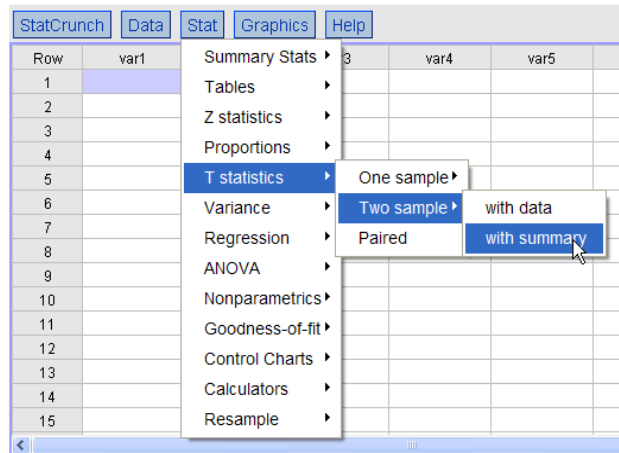 StatCrunch Data Stat Graphics Help
Row var1 3 var4 var5
Summary Stats
1
Tables
2
Z statistics
3
Proportions
4
T statistics One sample
5
Variance Two sample with data
6
Regression Paired with summary
7
ANOVA
8
Nonparametrics
9
Goodness-of-fit
10
Control Charts
11
Calculators
12
Resample
13
14
15